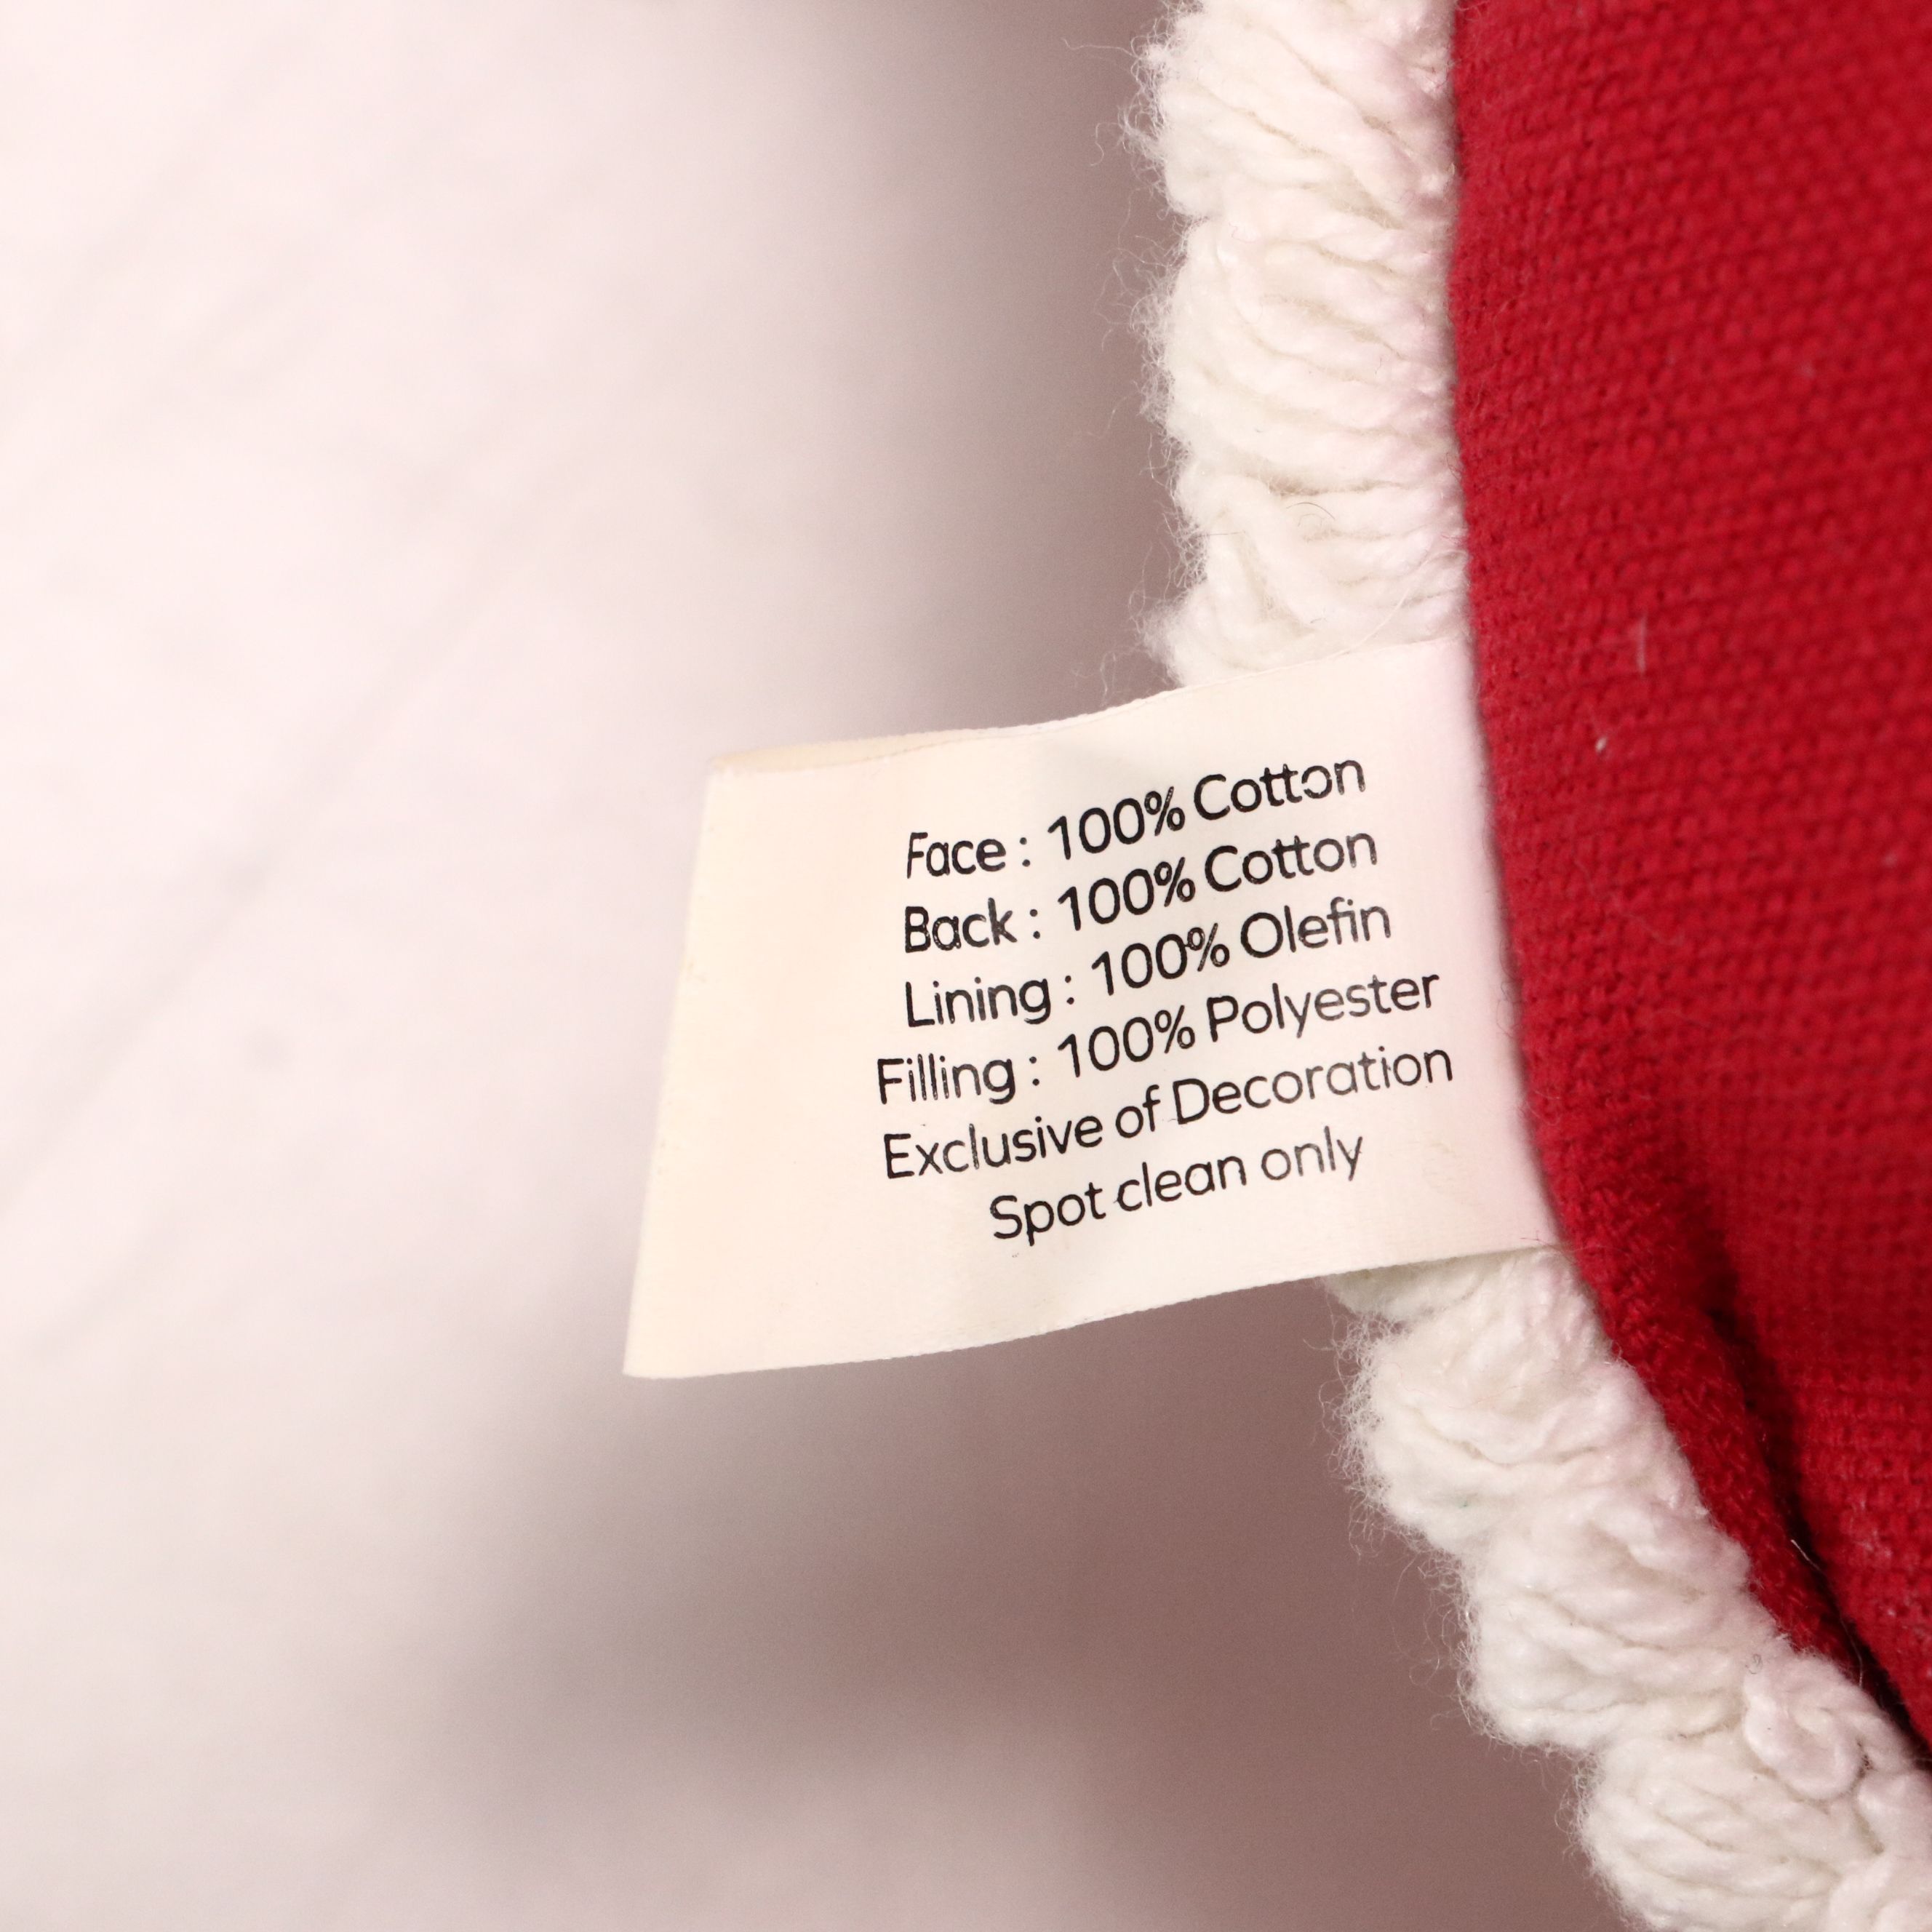 Face : 100% Cotton
Back : 100% Cotton
Lining : 100% Olefin
Filling : 100% Polyester
Exclusive of Decoration
Spot clean only